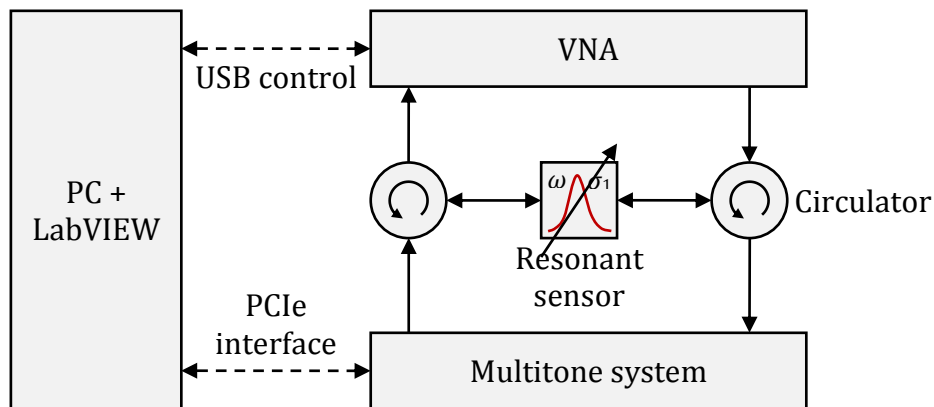 VNA
USB control
PC +
LabVIEW
ω σ₁
Circulator
Resonant
sensor
PCIe
interface
Multitone system